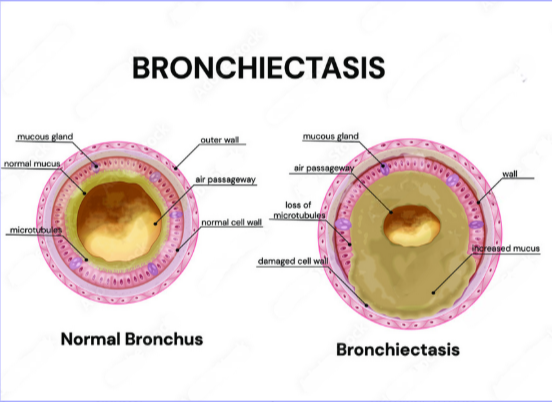 BRONCHIECTASIS
mucous gland
outer wall
normal mucus
air passageway
microtubules
normal cell wall
Normal Bronchus
mucous gland
air passageway
wall
loss of
microtubules
damaged cell wall
increased mucus
Bronchiectasis